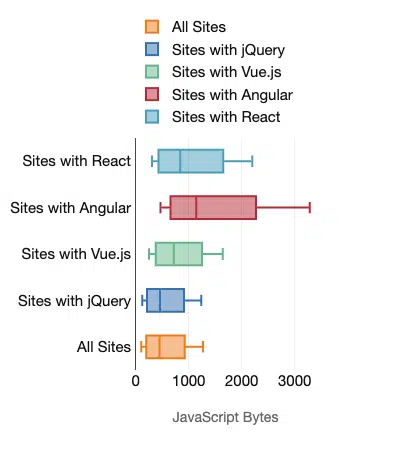 All Sites
Sites with jQuery
Sites with Vue.js
Sites with Angular
Sites with React
Sites with React
Sites with Angular
Sites with Vue.js
Sites with jQuery
All Sites
0 1000 2000 3000
JavaScript Bytes